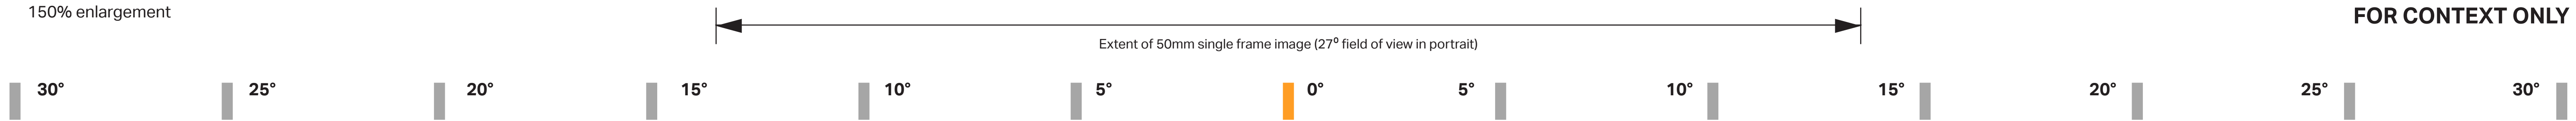 150% enlargement
FOR CONTEXT ONLY
Extent of 50mm single frame image (27° field of view in portrait)
30° 25° 20° 15° 10° 5° 0° 5° 10° 15° 20° 25° 30°